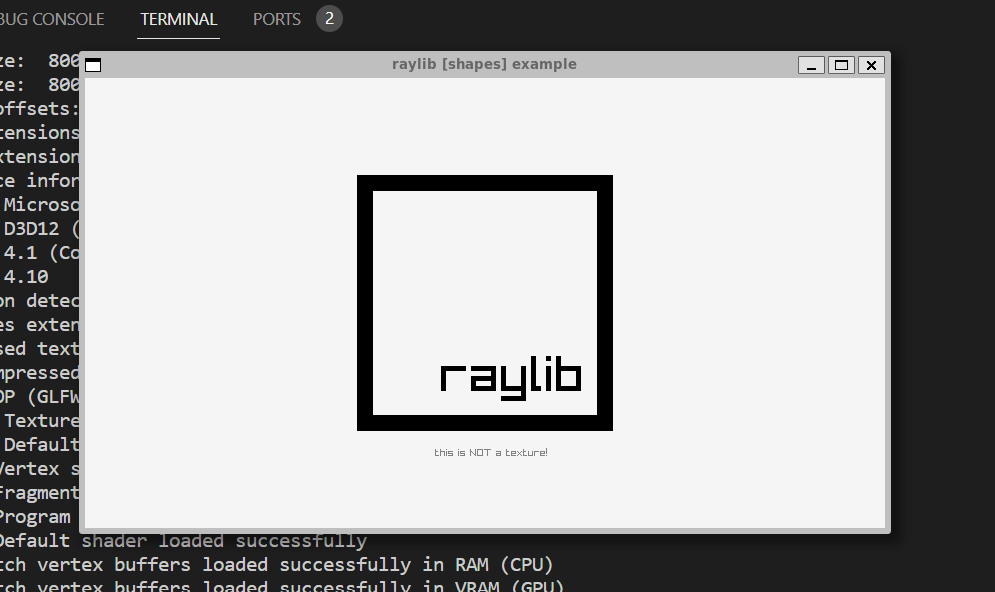 BUG CONSOLE TERMINAL PORTS 2
ze: 800
ze: 800
offsets:
tensions
xtension
ce infor
Microso
D3D12 (
4.1 (Co
4.10
on detec
es exten
sed text
mpressed
OP (GLFW
Texture
Default
Vertex s
Fragment
Program
Default shader loaded successfully
tch vertex buffers loaded successfully in RAM (CPU)
tch vertex buffers loaded successfully in VRAM (GPU)
raylib [shapes] example
raylib
this is NOT a texture!